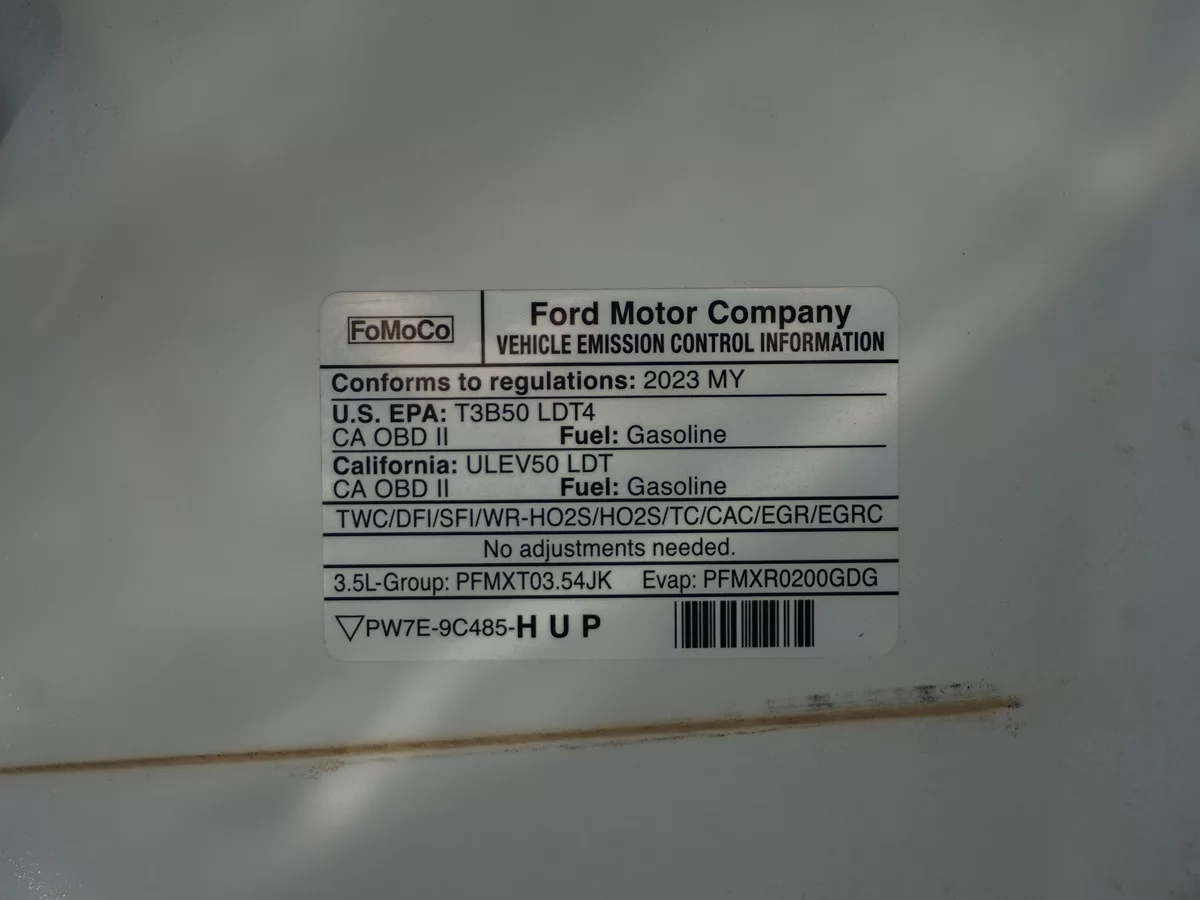 FoMoCo
Ford Motor Company
VEHICLE EMISSION CONTROL INFORMATION
Conforms to regulations: 2023 MY
U.S. EPA: T3B50 LDT4
CA OBD II Fuel: Gasoline
California: ULEV50 LDT
CA OBD II Fuel: Gasoline
TWC/DFI/SFI/WR-HO2S/HO2S/TC/CAC/EGR/EGRC
No adjustments needed.
3.5L-Group: PFMXT03.54JK Evap: PFMXR0200GDG
PW7E-9C485-HUP